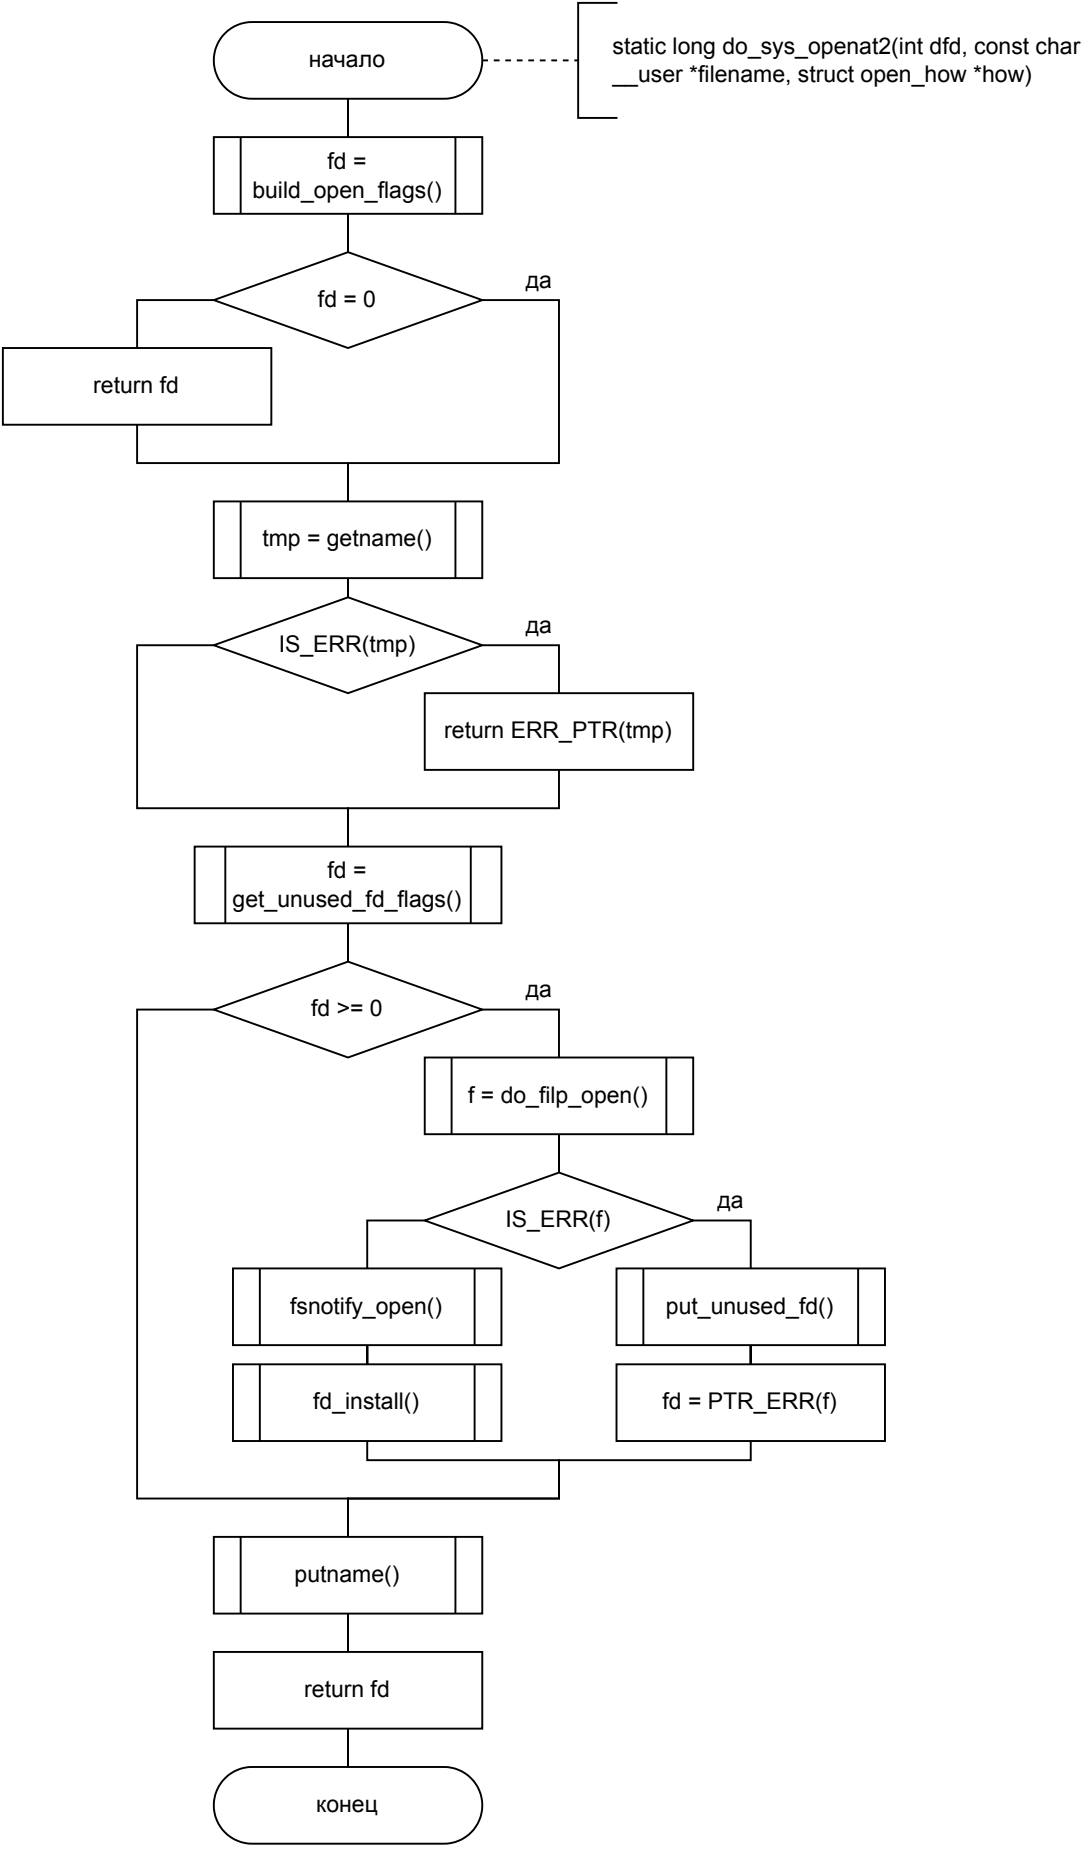 начало
static long do_sys_openat2(int dfd, const char
__user *filename, struct open_how *how)
fd =
build_open_flags()
fd = 0
да
return fd
tmp = getname()
IS_ERR(tmp)
да
return ERR_PTR(tmp)
fd =
get_unused_fd_flags()
fd >= 0
да
f = do_filp_open()
IS_ERR(f)
да
fsnotify_open()
put_unused_fd()
fd_install()
fd = PTR_ERR(f)
putname()
return fd
конец